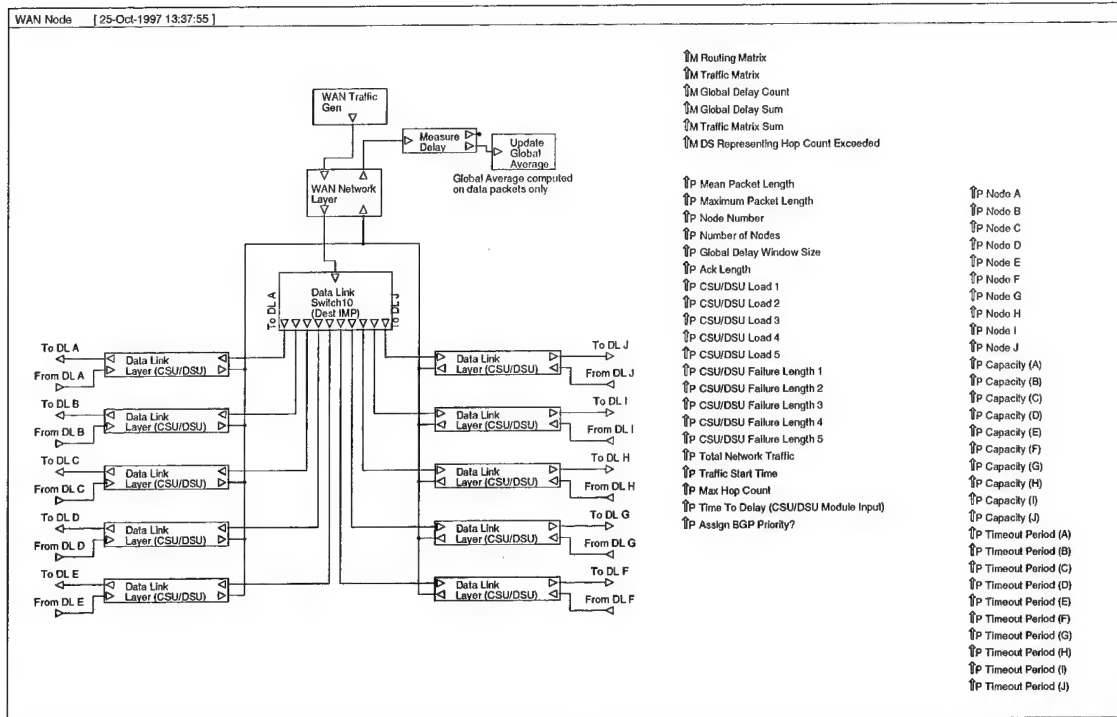 WAN Node [ 25-Oct-1997 13:37:55 ]
WAN Traffic
Gen
Measure
Delay
Update
Global
Average
Global Average computed
on data packets only
WAN Network
Layer
To DL A
Data Link
Switch10
(Dest IMP)
To DL J
To DL A
Data Link
Layer (CSU/DSU)
From DL A
To DL B
Data Link
Layer (CSU/DSU)
From DL B
To DL C
Data Link
Layer (CSU/DSU)
From DL C
To DL D
Data Link
Layer (CSU/DSU)
From DL D
To DL E
Data Link
Layer (CSU/DSU)
From DL E
To DL J
Data Link
Layer (CSU/DSU)
From DL J
To DL I
Data Link
Layer (CSU/DSU)
From DL I
To DL H
Data Link
Layer (CSU/DSU)
From DL H
To DL G
Data Link
Layer (CSU/DSU)
From DL G
To DL F
Data Link
Layer (CSU/DSU)
From DL F
⇑M Routing Matrix
⇑M Traffic Matrix
⇑M Global Delay Count
⇑M Global Delay Sum
⇑M Traffic Matrix Sum
⇑M DS Representing Hop Count Exceeded
⇑P Mean Packet Length
⇑P Maximum Packet Length
⇑P Node Number
⇑P Number of Nodes
⇑P Global Delay Window Size
⇑P Ack Length
⇑P CSU/DSU Load 1
⇑P CSU/DSU Load 2
⇑P CSU/DSU Load 3
⇑P CSU/DSU Load 4
⇑P CSU/DSU Load 5
⇑P CSU/DSU Failure Length 1
⇑P CSU/DSU Failure Length 2
⇑P CSU/DSU Failure Length 3
⇑P CSU/DSU Failure Length 4
⇑P CSU/DSU Failure Length 5
⇑P Total Network Traffic
⇑P Traffic Start Time
⇑P Max Hop Count
⇑P Time To Delay (CSU/DSU Module Input)
⇑P Assign BGP Priority?
⇑P Node A
⇑P Node B
⇑P Node C
⇑P Node D
⇑P Node E
⇑P Node F
⇑P Node G
⇑P Node H
⇑P Node I
⇑P Node J
⇑P Capacity (A)
⇑P Capacity (B)
⇑P Capacity (C)
⇑P Capacity (D)
⇑P Capacity (E)
⇑P Capacity (F)
⇑P Capacity (G)
⇑P Capacity (H)
⇑P Capacity (I)
⇑P Capacity (J)
⇑P Timeout Period (A)
⇑P Timeout Period (B)
⇑P Timeout Period (C)
⇑P Timeout Period (D)
⇑P Timeout Period (E)
⇑P Timeout Period (F)
⇑P Timeout Period (G)
⇑P Timeout Period (H)
⇑P Timeout Period (I)
⇑P Timeout Period (J)